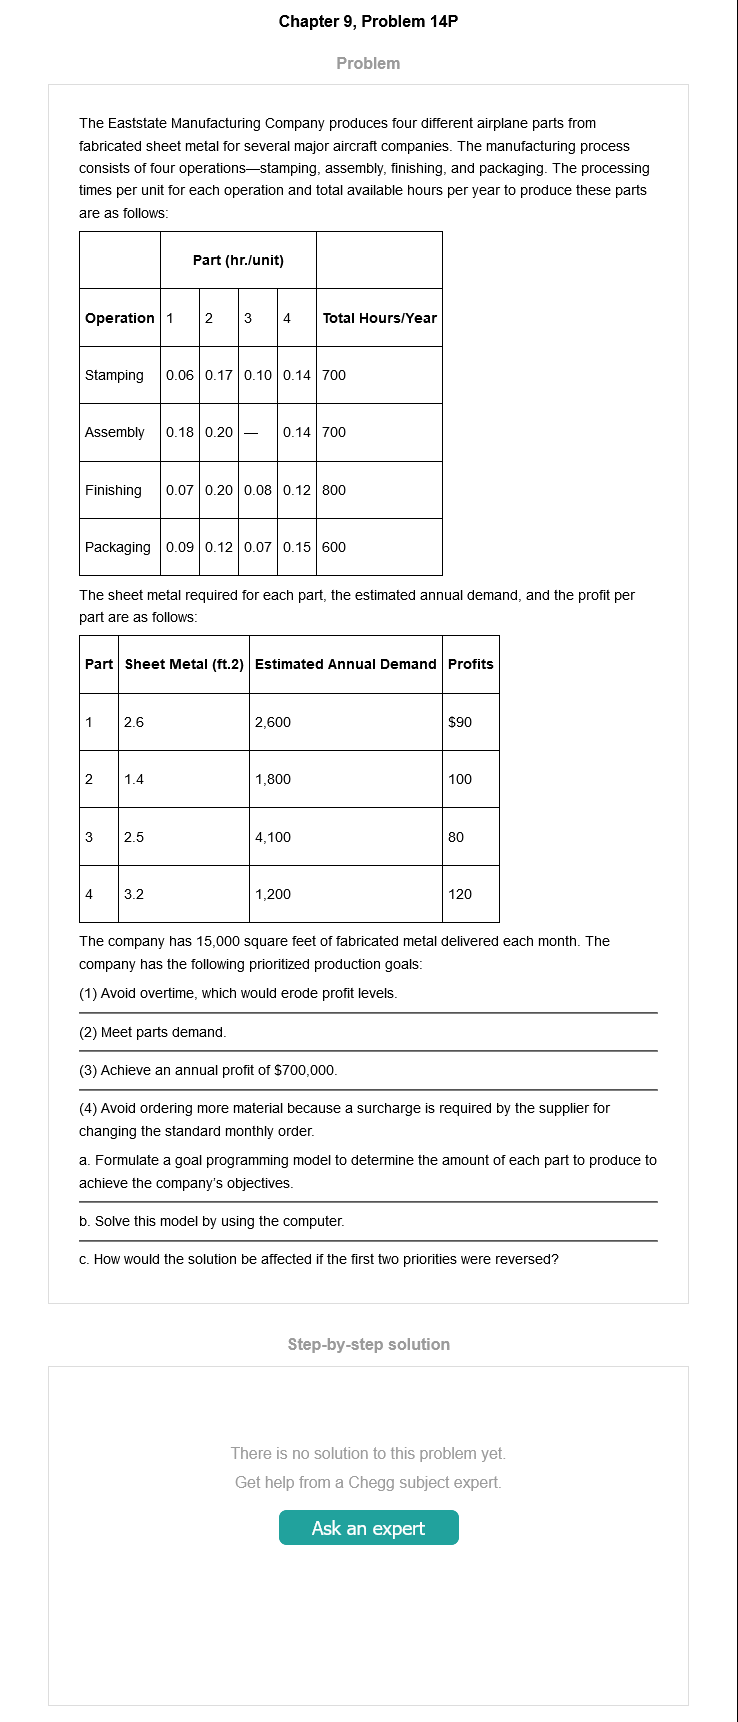 Chapter 9, Problem 14P
Problem
The Eaststate Manufacturing Company produces four different airplane parts from
fabricated sheet metal for several major aircraft companies. The manufacturing process
consists of four operations—stamping, assembly, finishing, and packaging. The processing
times per unit for each operation and total available hours per year to produce these parts
are as follows:
Part (hr./unit)
Operation 1 2 3 4 Total Hours/Year
Stamping 0.06 0.17 0.10 0.14 700
Assembly 0.18 0.20 — 0.14 700
Finishing 0.07 0.20 0.08 0.12 800
Packaging 0.09 0.12 0.07 0.15 600
The sheet metal required for each part, the estimated annual demand, and the profit per
part are as follows:
Part Sheet Metal (ft.2) Estimated Annual Demand Profits
1 2.6 2,600 $90
2 1.4 1,800 100
3 2.5 4,100 80
4 3.2 1,200 120
The company has 15,000 square feet of fabricated metal delivered each month. The
company has the following prioritized production goals:
(1) Avoid overtime, which would erode profit levels.
(2) Meet parts demand.
(3) Achieve an annual profit of $700,000.
(4) Avoid ordering more material because a surcharge is required by the supplier for
changing the standard monthly order.
a. Formulate a goal programming model to determine the amount of each part to produce to
achieve the company's objectives.
b. Solve this model by using the computer.
c. How would the solution be affected if the first two priorities were reversed?
Step-by-step solution
There is no solution to this problem yet.
Get help from a Chegg subject expert.
Ask an expert